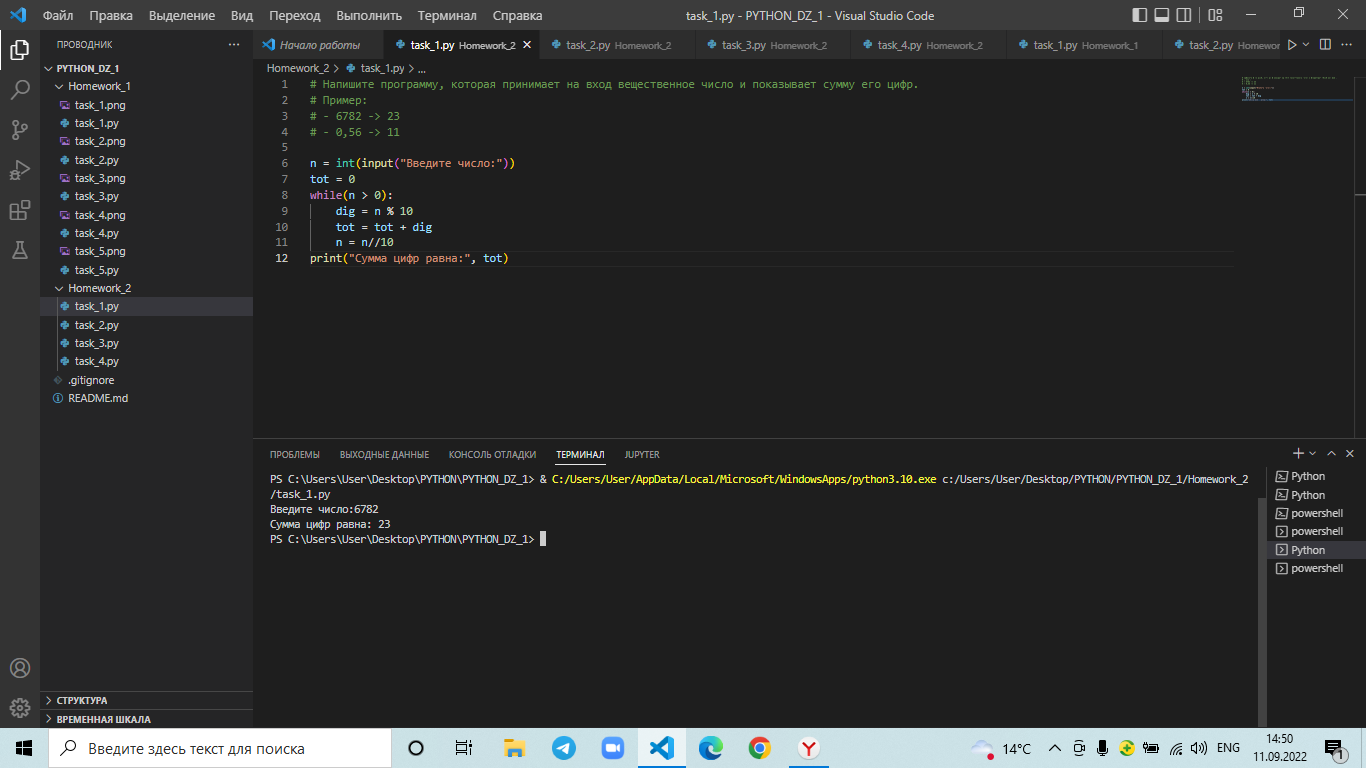 Файл Правка Выделение Вид Переход Выполнить Терминал Справка task_1.py - PYTHON_DZ_1 - Visual Studio Code
ПРОВОДНИК
Начало работы task_1.py Homework_2 task_2.py Homework_2 task_3.py Homework_2 task_4.py Homework_2 task_1.py Homework_1 task_2.py Homewor
PYTHON_DZ_1
Homework_1
task_1.png
task_1.py
task_2.png
task_2.py
task_3.png
task_3.py
task_4.png
task_4.py
task_5.png
task_5.py
Homework_2
task_1.py
task_2.py
task_3.py
task_4.py
.gitignore
README.md
СТРУКТУРА
ВРЕМЕННАЯ ШКАЛА
Homework_2 > task_1.py > ...
1 # Напишите программу, которая принимает на вход вещественное число и показывает сумму его цифр.
2 # Пример:
3 # - 6782 -> 23
4 # - 0,56 -> 11
5
6 n = int(input("Введите число:"))
7 tot = 0
8 while(n > 0):
9 dig = n % 10
10 tot = tot + dig
11 n = n//10
12 print("Сумма цифр равна:", tot)
ПРОБЛЕМЫ ВЫХОДНЫЕ ДАННЫЕ КОНСОЛЬ ОТЛАДКИ ТЕРМИНАЛ JUPYTER
PS C:\Users\User\Desktop\PYTHON\PYTHON_DZ_1> & C:/Users/User/AppData/Local/Microsoft/WindowsApps/python3.10.exe c:/Users/User/Desktop/PYTHON/PYTHON_DZ_1/Homework_2
/task_1.py
Введите число:6782
Сумма цифр равна: 23
PS C:\Users\User\Desktop\PYTHON\PYTHON_DZ_1>
Python
Python
powershell
powershell
Python
powershell
Введите здесь текст для поиска
14°C
ENG
14:50
11.09.2022
1